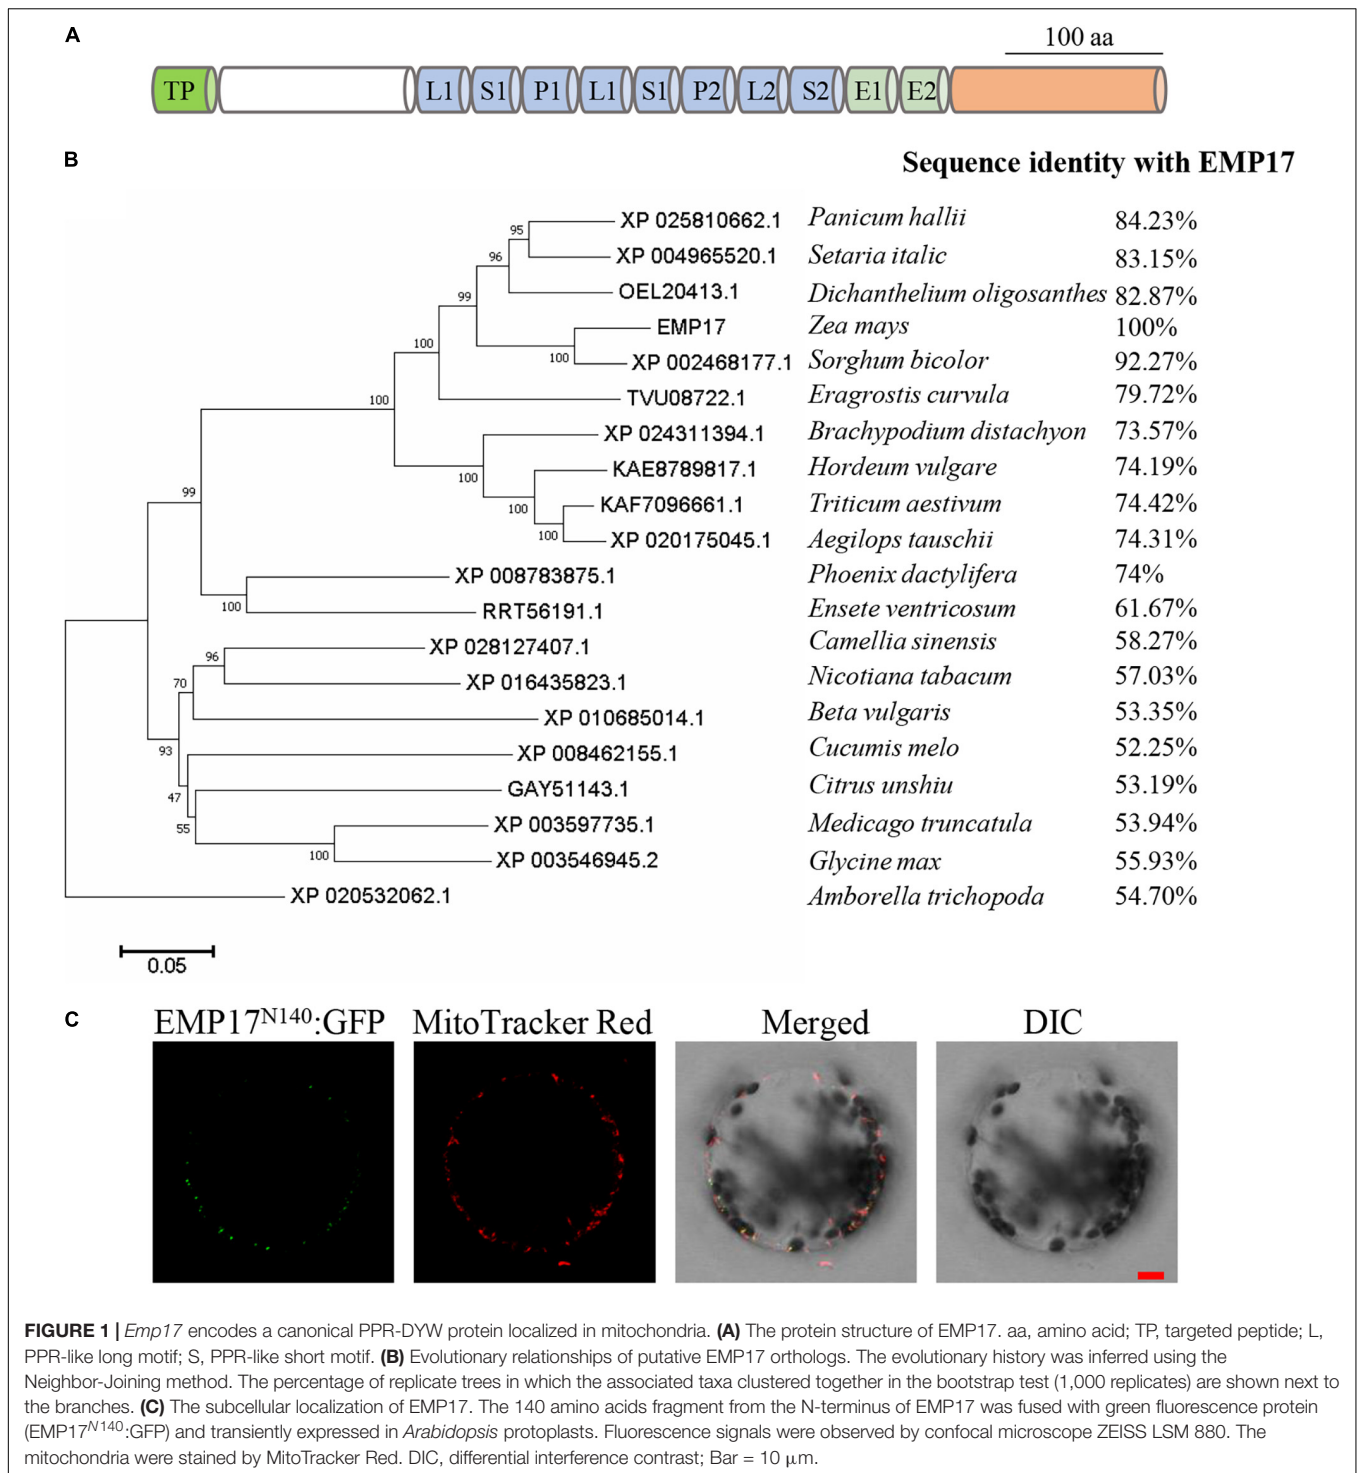 A
100 aa
TP L1 S1 P1 L1 S1 P2 L2 S2 E1 E2
B
Sequence identity with EMP17
XP 025810662.1 Panicum hallii 84.23%
XP 004965520.1 Setaria italic 83.15%
OEL20413.1 Dichanthelium oligosanthes 82.87%
EMP17 Zea mays 100%
XP 002468177.1 Sorghum bicolor 92.27%
TVU08722.1 Eragrostis curvula 79.72%
XP 024311394.1 Brachypodium distachyon 73.57%
KAE8789817.1 Hordeum vulgare 74.19%
KAF7096661.1 Triticum aestivum 74.42%
XP 020175045.1 Aegilops tauschii 74.31%
XP 008783875.1 Phoenix dactylifera 74%
RRT56191.1 Ensete ventricosum 61.67%
XP 028127407.1 Camellia sinensis 58.27%
XP 016435823.1 Nicotiana tabacum 57.03%
XP 010685014.1 Beta vulgaris 53.35%
XP 008462155.1 Cucumis melo 52.25%
GAY51143.1 Citrus unshiu 53.19%
XP 003597735.1 Medicago truncatula 53.94%
XP 003546945.2 Glycine max 55.93%
XP 020532062.1 Amborella trichopoda 54.70%
95
96
99
100
100
100
100
100
100
99
100
96
70
93
47
55
100
0.05
C
EMP17N140:GFP MitoTracker Red Merged DIC
FIGURE 1 | Emp17 encodes a canonical PPR-DYW protein localized in mitochondria. (A) The protein structure of EMP17. aa, amino acid; TP, targeted peptide; L,
PPR-like long motif; S, PPR-like short motif. (B) Evolutionary relationships of putative EMP17 orthologs. The evolutionary history was inferred using the
Neighbor-Joining method. The percentage of replicate trees in which the associated taxa clustered together in the bootstrap test (1,000 replicates) are shown next to
the branches. (C) The subcellular localization of EMP17. The 140 amino acids fragment from the N-terminus of EMP17 was fused with green fluorescence protein
(EMP17N140:GFP) and transiently expressed in Arabidopsis protoplasts. Fluorescence signals were observed by confocal microscope ZEISS LSM 880. The
mitochondria were stained by MitoTracker Red. DIC, differential interference contrast; Bar = 10 μm.